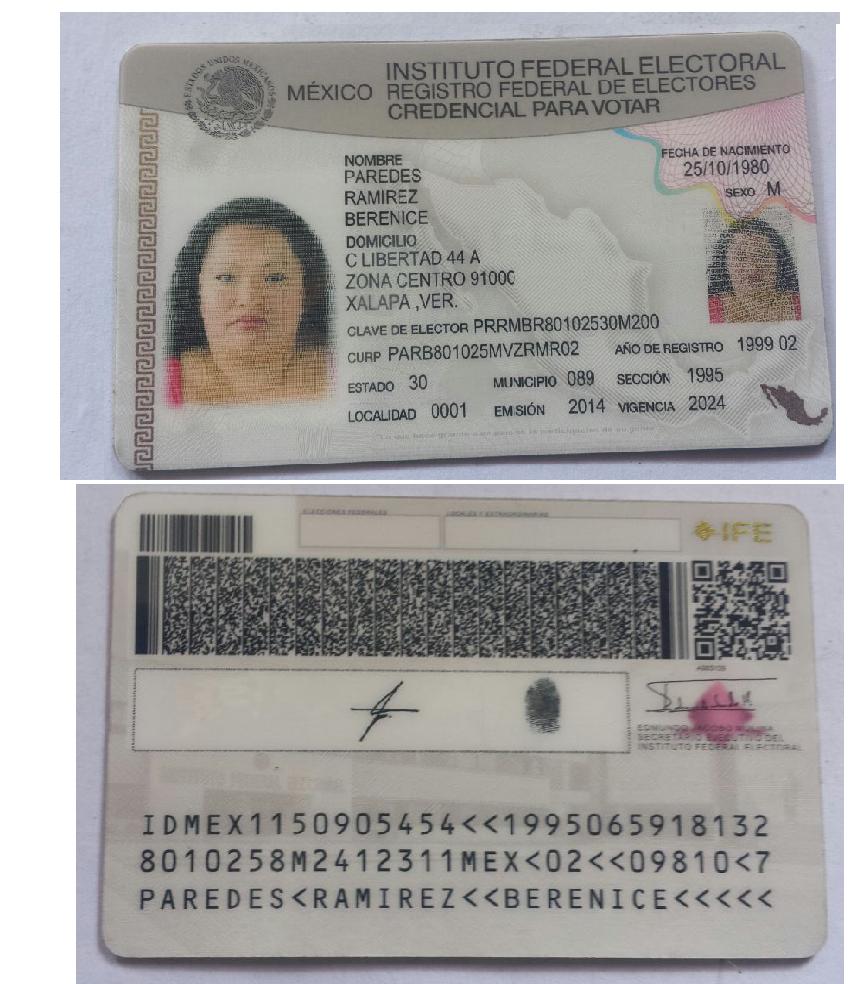 ESTADOS UNIDOS MEXICANOS
MÉXICO
INSTITUTO FEDERAL ELECTORAL
REGISTRO FEDERAL DE ELECTORES
CREDENCIAL PARA VOTAR
FECHA DE NACIMIENTO
25/10/1980
SEXO M
NOMBRE
PAREDES
RAMIREZ
BERENICE
DOMICILIO
C LIBERTAD 44 A
ZONA CENTRO 91000
XALAPA ,VER.
CLAVE DE ELECTOR PRRMBR80102530M200
CURP PARB801025MVZRMR02 AÑO DE REGISTRO 1999 02
ESTADO 30 MUNICIPIO 089 SECCIÓN 1995
LOCALIDAD 0001 EMISIÓN 2014 VIGENCIA 2024
ELECCIONES FEDERALES LOCALES Y EXTRAORDINARIAS
IFE
EDMUNDO JACOBO MOLINA
SECRETARIO EJECUTIVO DEL
INSTITUTO FEDERAL ELECTORAL
IDMEX1150905454<<1995065918132
8010258M2412311MEX<02<<09810<7
PAREDES<RAMIREZ<<BERENICE<<<<<